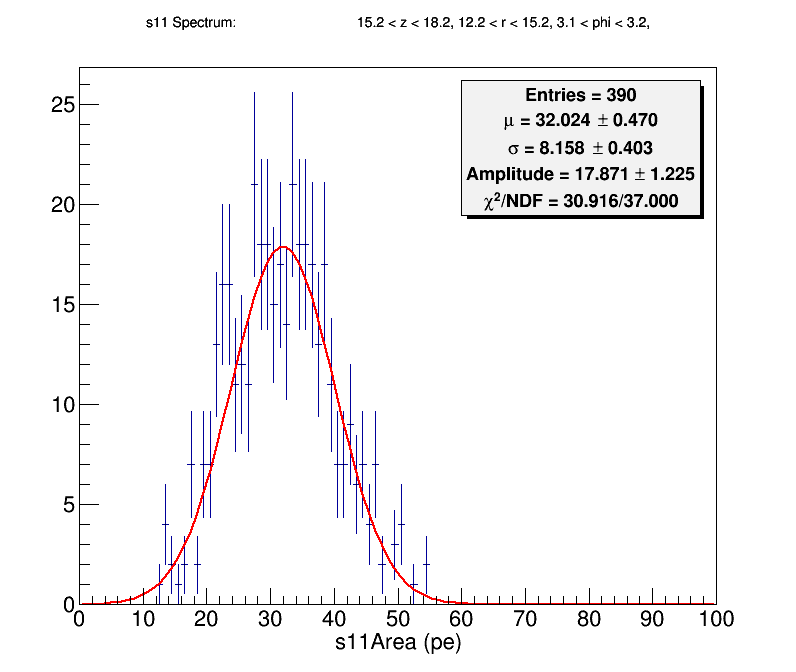 s11 Spectrum: 15.2 < z < 18.2, 12.2 < r < 15.2, 3.1 < phi < 3.2,
Entries = 390
μ = 32.024 ± 0.470
σ = 8.158 ± 0.403
Amplitude = 17.871 ± 1.225
χ²/NDF = 30.916/37.000
25
20
15
10
5
0
0 10 20 30 40 50 60 70 80 90 100
s11Area (pe)